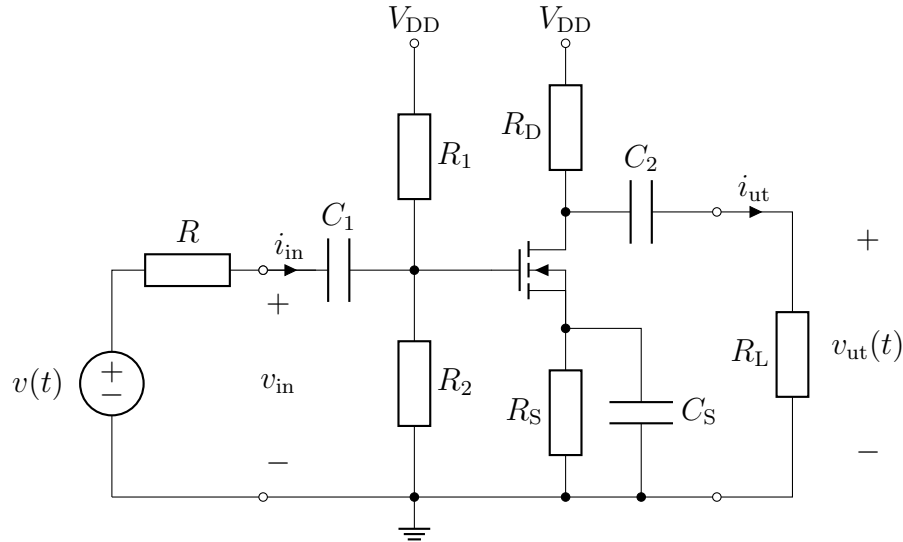 V_DD V_DD
R_D
R_1
C_2
i_ut
C_1
R
i_in
+
+
v(t)
+
−
v_in
R_2
R_L
v_ut(t)
R_S
C_S
−
−